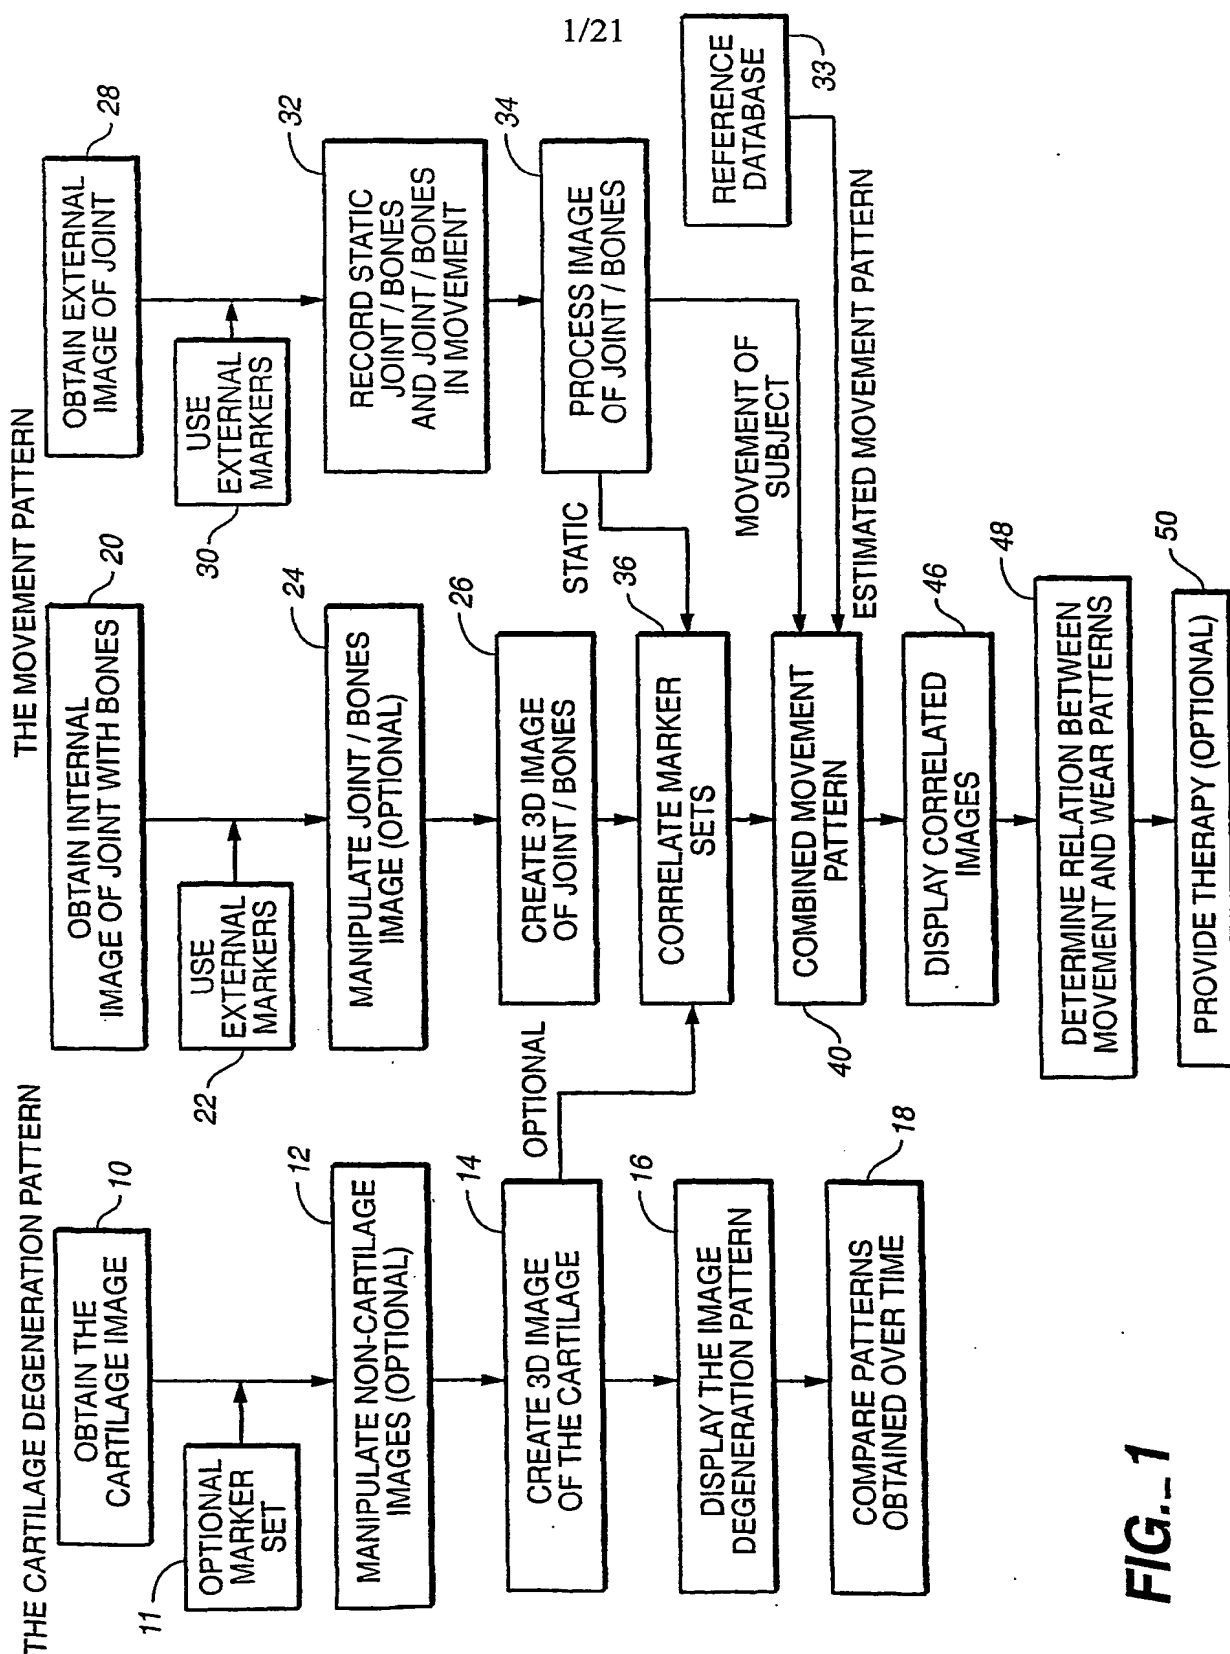 1/21
THE CARTILAGE DEGENERATION PATTERN
10
OBTAIN THE
CARTILAGE IMAGE
11
OPTIONAL
MARKER
SET
12
MANIPULATE NON-CARTILAGE
IMAGES (OPTIONAL)
14
CREATE 3D IMAGE
OF THE CARTILAGE
OPTIONAL
16
DISPLAY THE IMAGE
DEGENERATION PATTERN
18
COMPARE PATTERNS
OBTAINED OVER TIME
THE MOVEMENT PATTERN
20
OBTAIN INTERNAL
IMAGE OF JOINT WITH BONES
22
USE
EXTERNAL
MARKERS
24
MANIPULATE JOINT / BONES
IMAGE (OPTIONAL)
26
CREATE 3D IMAGE
OF JOINT / BONES
36
CORRELATE MARKER
SETS
40
COMBINED MOVEMENT
PATTERN
46
DISPLAY CORRELATED
IMAGES
48
DETERMINE RELATION BETWEEN
MOVEMENT AND WEAR PATTERNS
50
PROVIDE THERAPY (OPTIONAL)
28
OBTAIN EXTERNAL
IMAGE OF JOINT
30
USE
EXTERNAL
MARKERS
32
RECORD STATIC
JOINT / BONES
AND JOINT / BONES
IN MOVEMENT
34
PROCESS IMAGE
OF JOINT / BONES
STATIC
MOVEMENT OF
SUBJECT
33
REFERENCE
DATABASE
ESTIMATED MOVEMENT PATTERN
FIG._1